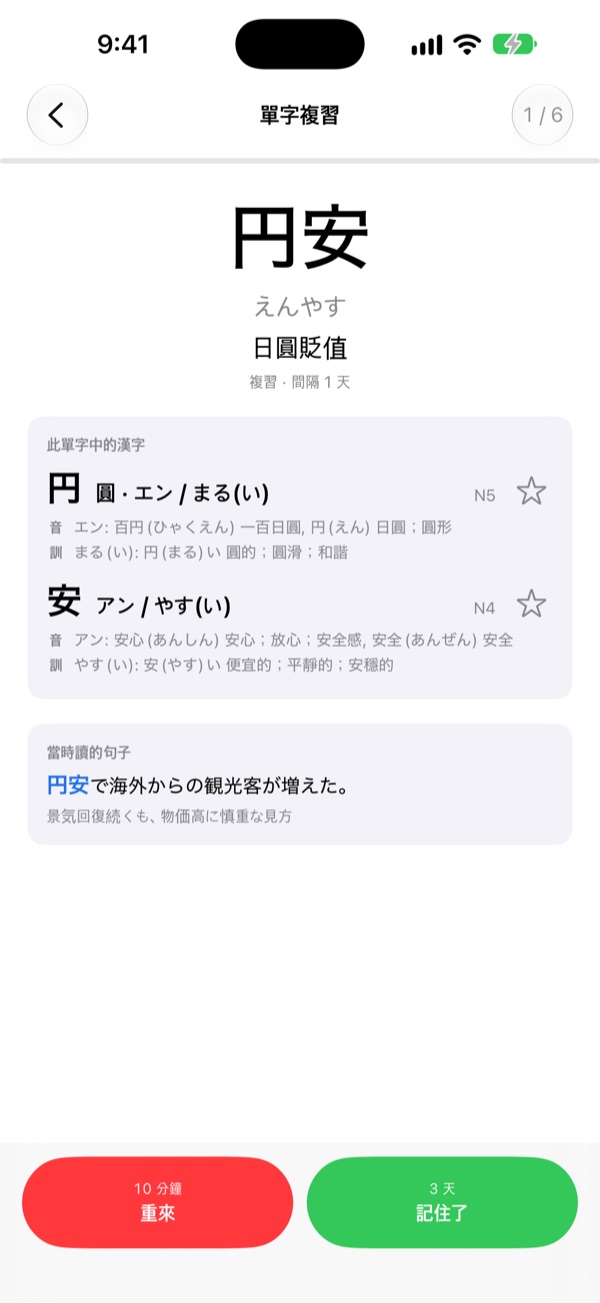 9:41
單字複習
1 / 6
円安
えんやす
日圓貶值
複習 · 間隔 1 天
此單字中的漢字
円 圓 · エン / まる(い) N5
音 エン: 百円 (ひゃくえん) 一百日圓, 円 (えん) 日圓；圓形
訓 まる (い): 円 (まる) い 圓的；圓滑；和諧
安 アン / やす(い) N4
音 アン: 安心 (あんしん) 安心；放心；安全感, 安全 (あんぜん) 安全
訓 やす (い): 安 (やす) い 便宜的；平靜的；安穩的
當時讀的句子
円安で海外からの観光客が増えた。
景気回復続くも、物価高に慎重な見方
10 分鐘
重來
3 天
記住了